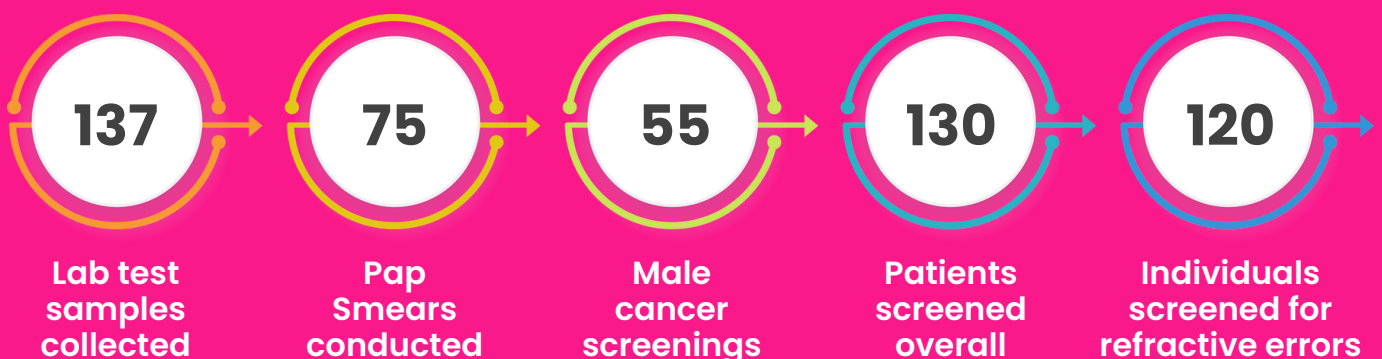 137
Lab test
samples
collected
75
Pap
Smears
conducted
55
Male
cancer
screenings
130
Patients
screened
overall
120
Individuals
screened for
refractive errors